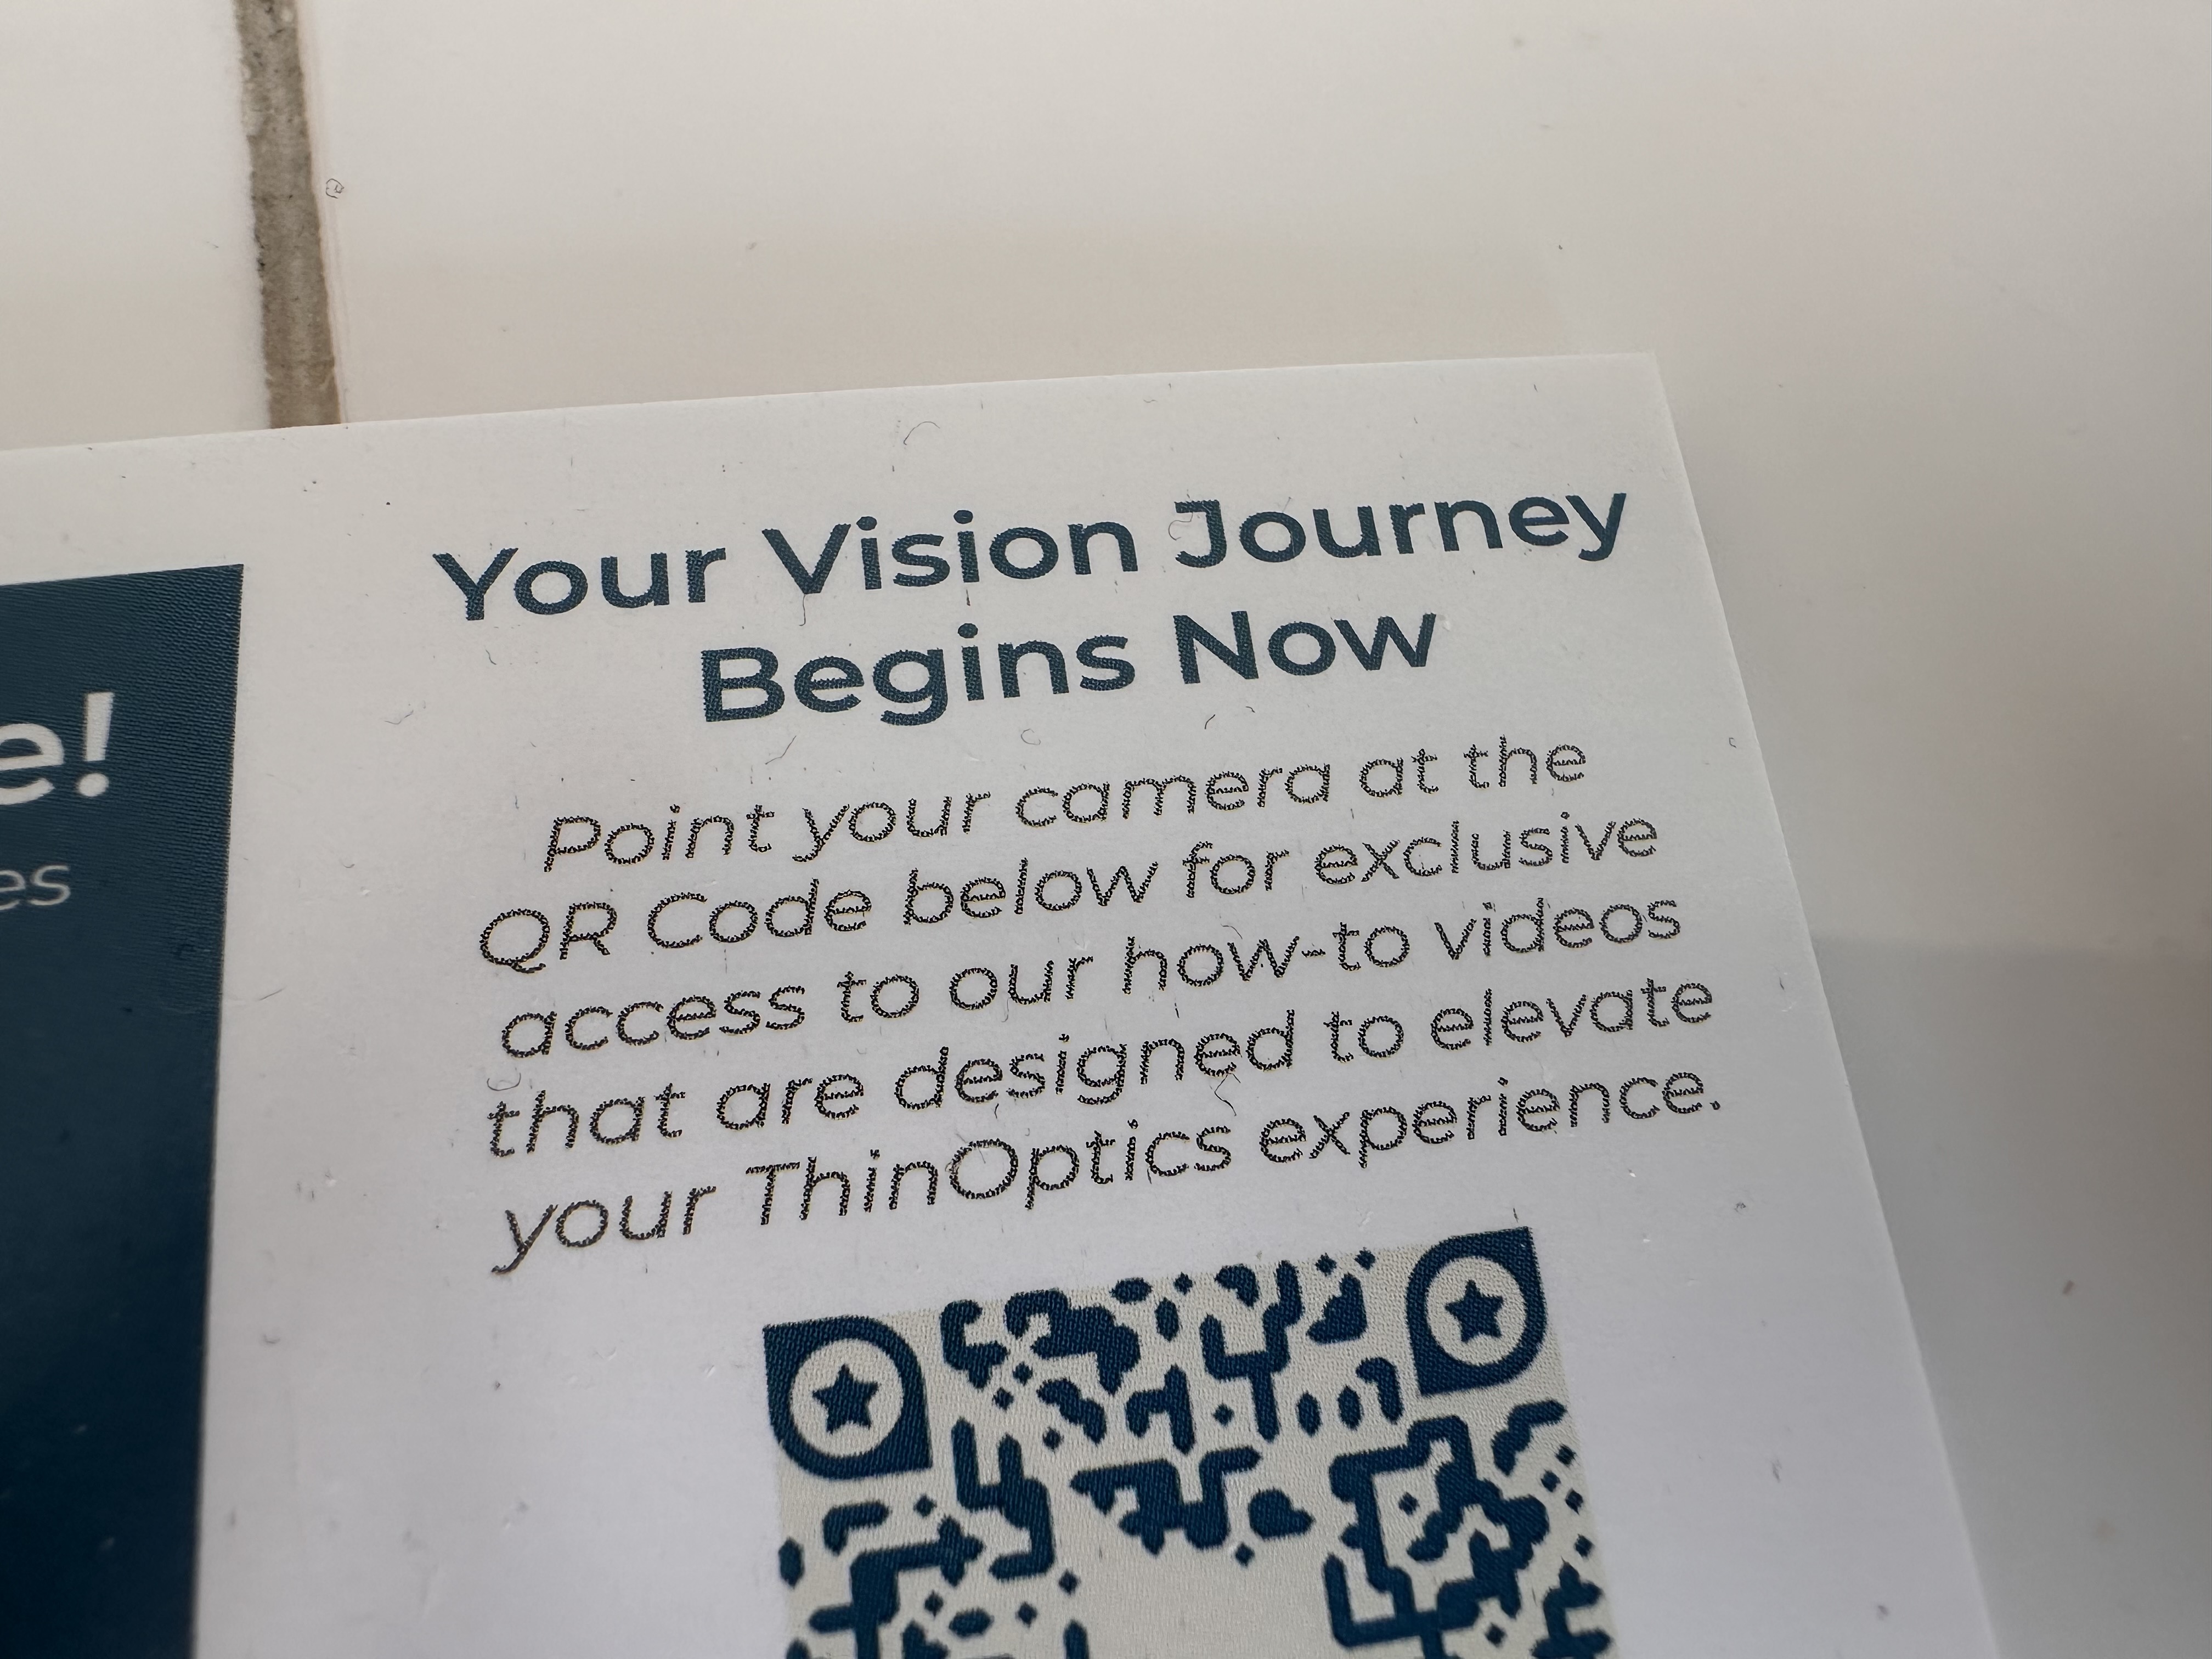 e!
es
Your Vision Journey
Begins Now
Point your camera at the
QR Code below for exclusive
access to our how-to videos
that are designed to elevate
your ThinOptics experience.